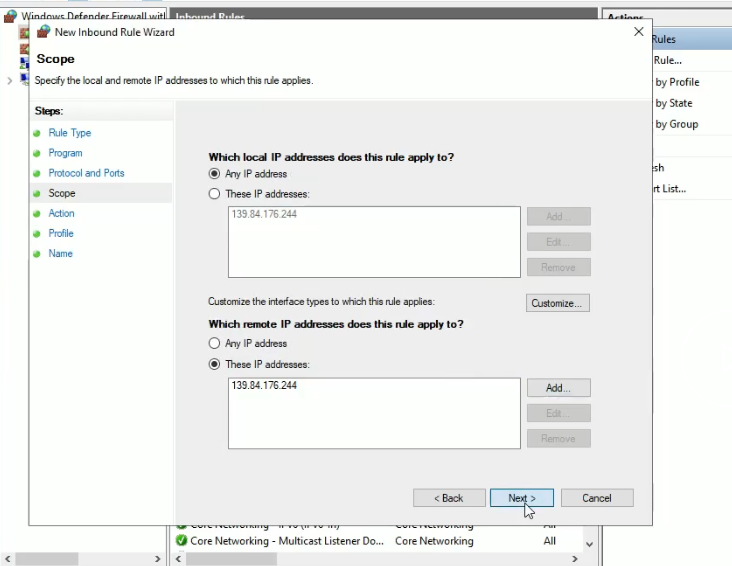 Windows Defender Firewall witl
Inbound Rules
Actions
New Inbound Rule Wizard
Rules
Scope
Rule...
Specify the local and remote IP addresses to which this rule applies.
by Profile
by State
Steps:
by Group
Rule Type
Program
Which local IP addresses does this rule apply to?
Protocol and Ports
Any IP address
esh
Scope
These IP addresses:
rt List...
Action
139.84.176.244
Add...
Profile
Edit...
Name
Remove
Customize the interface types to which this rule applies:
Customize...
Which remote IP addresses does this rule apply to?
Any IP address
These IP addresses:
139.84.176.244
Add...
Edit...
Remove
< Back
Next >
Cancel
Core Networking - IPv6 (IPv6-In) Core Networking All
Core Networking - Multicast Listener Do... Core Networking All